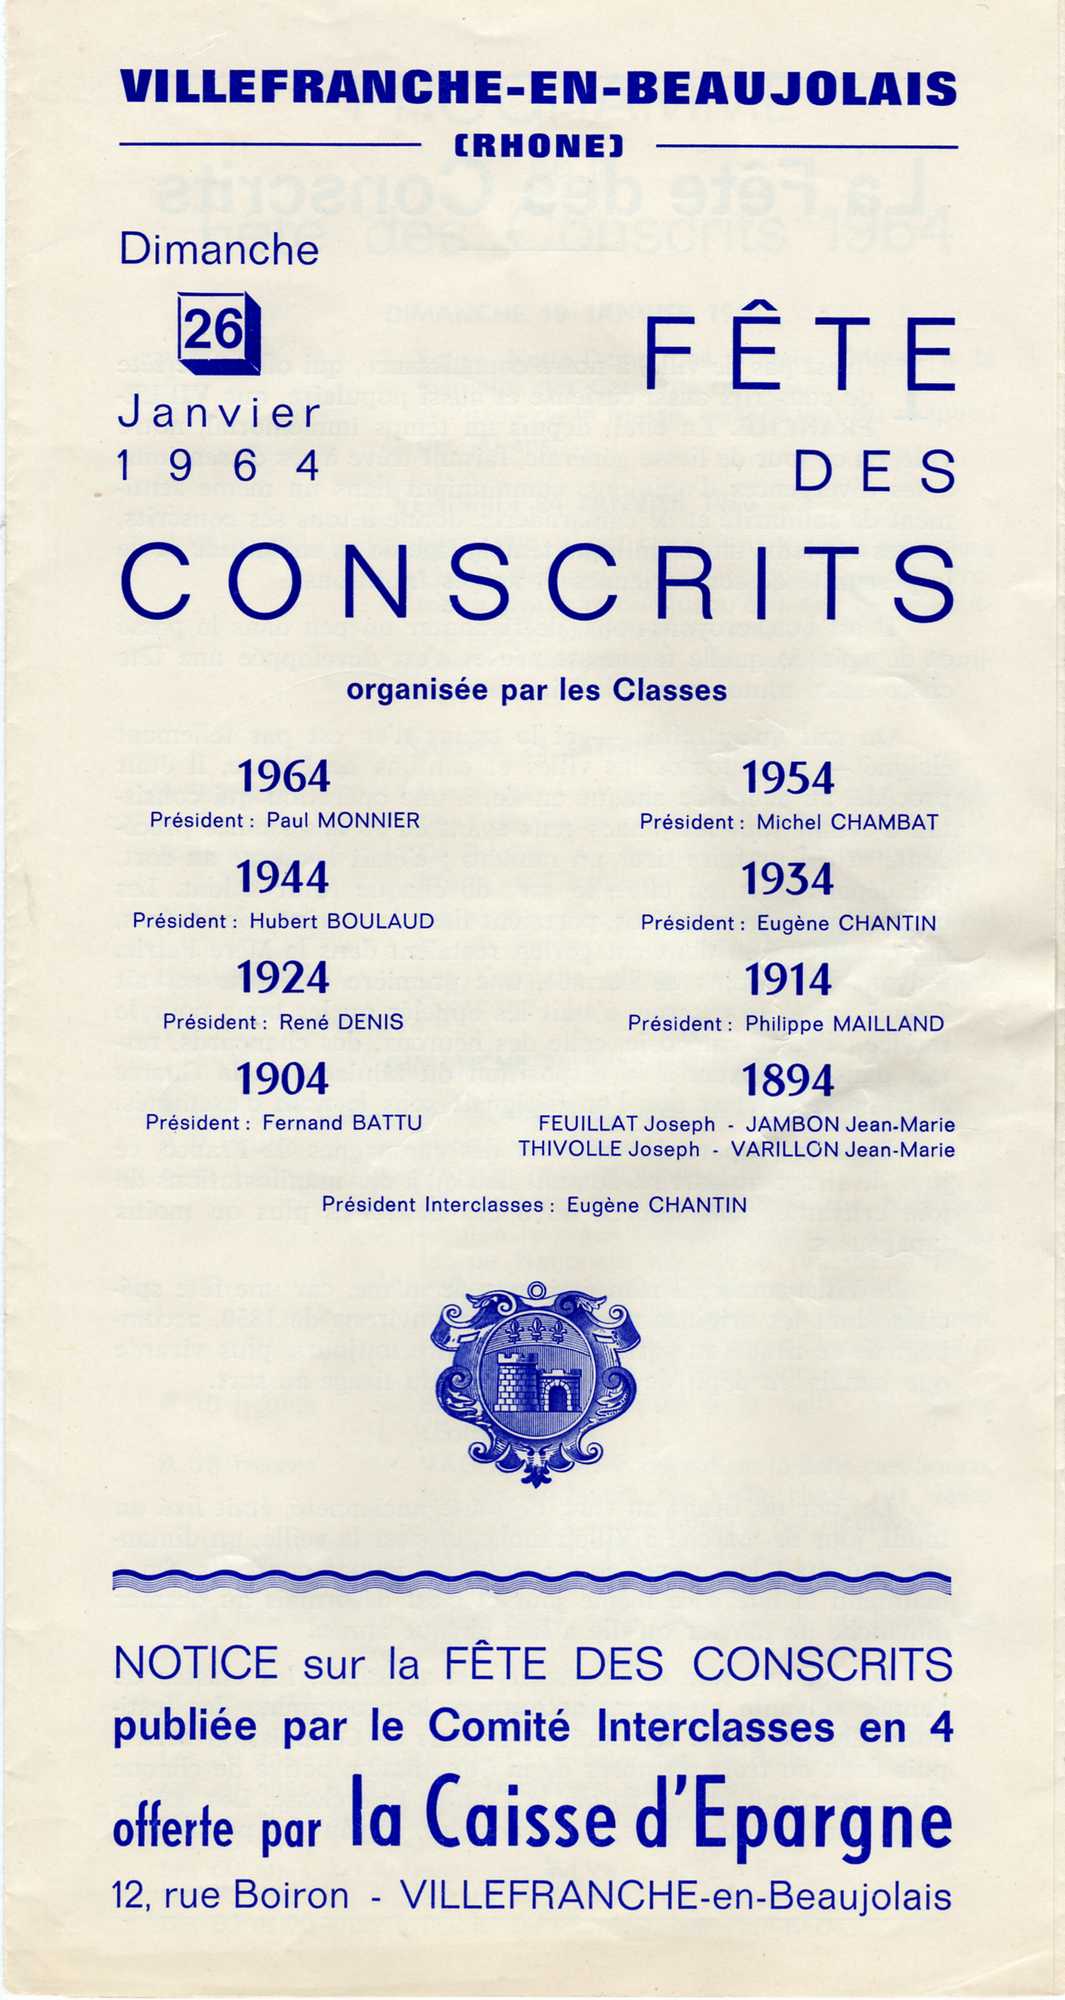 VILLEFRANCHE-EN-BEAUJOLAIS
(RHONE)
Dimanche
26
Janvier
1964
FÊTE
DES
CONSCRITS
organisée par les Classes
1964
Président : Paul MONNIER
1954
Président : Michel CHAMBAT
1944
Président : Hubert BOULAUD
1934
Président : Eugène CHANTIN
1924
Président : René DENIS
1914
Président : Philippe MAILLAND
1904
Président : Fernand BATTU
1894
FEUILLAT Joseph - JAMBON Jean-Marie
THIVOLLE Joseph - VARILLON Jean-Marie
Président Interclasses : Eugène CHANTIN
NOTICE sur la FÊTE DES CONSCRITS
publiée par le Comité Interclasses en 4
offerte par la Caisse d'Epargne
12, rue Boiron - VILLEFRANCHE-en-Beaujolais